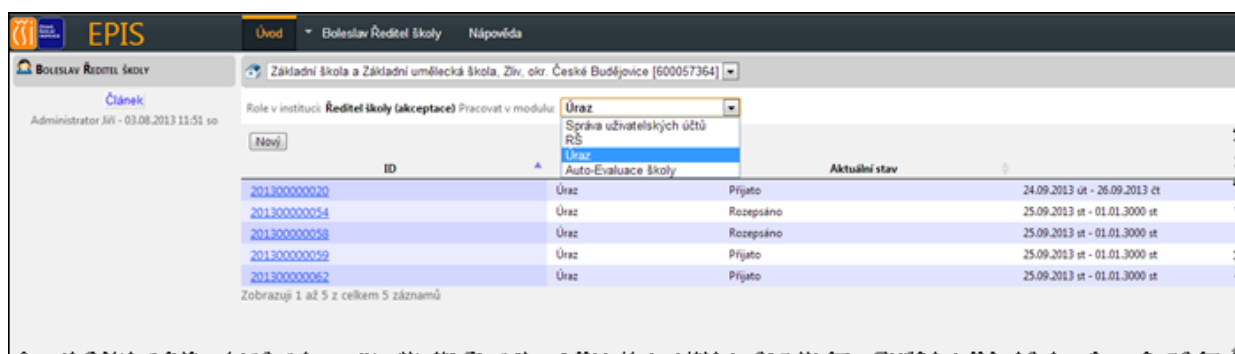 EPIS
Úvod Boleslav Ředitel školy Nápověda
Boleslav Ředitel školy
Základní škola a Základní umělecká škola, Zliv, okr. České Budějovice [600057364]
Článek
Administrator Jiří - 03.08.2013 11:51 so
Role v instituci: Ředitel školy (akceptace) Pracovat v modulu: Úraz
Správa uživatelských účtů
RŠ
Úraz
Auto-Evaluace školy
Nový
ID Aktuální stav
201300000020 Úraz Přijato 24.09.2013 út - 26.09.2013 čt
201300000054 Úraz Rozepsáno 25.09.2013 st - 01.01.3000 st
201300000058 Úraz Rozepsáno 25.09.2013 st - 01.01.3000 st
201300000059 Úraz Přijato 25.09.2013 st - 01.01.3000 st
201300000062 Úraz Přijato 25.09.2013 st - 01.01.3000 st
Zobrazuji 1 až 5 z celkem 5 záznamů